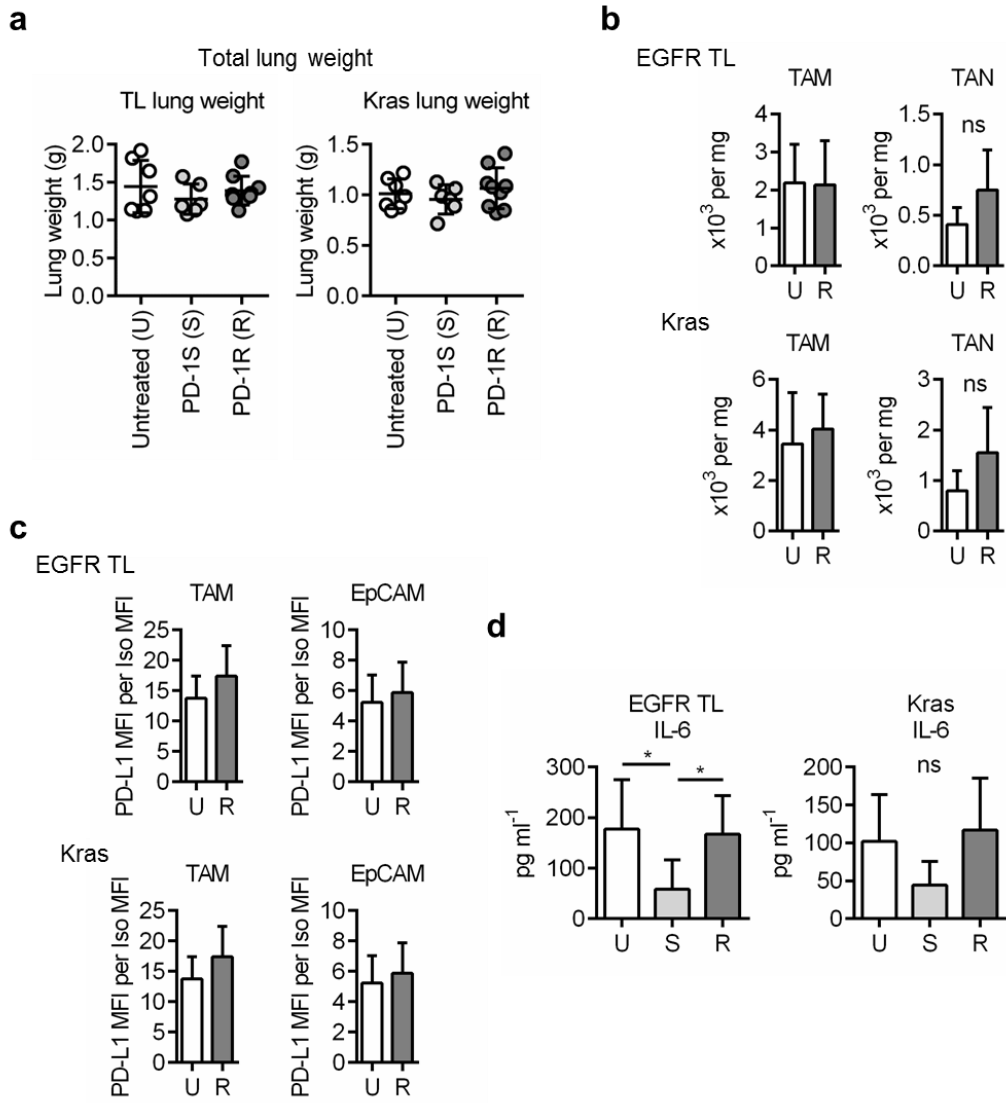 a
Total lung weight
TL lung weight
Kras lung weight
Lung weight (g)
2.0
1.5
1.0
0.5
0.0
Untreated (U)
PD-1S (S)
PD-1R (R)
Lung weight (g)
1.5
1.0
0.5
0.0
Untreated (U)
PD-1S (S)
PD-1R (R)
b
EGFR TL
TAM
x10³ per mg
4
3
2
1
0
U R
TAN
ns
x10³ per mg
1.5
1.0
0.5
0.0
U R
Kras
TAM
x10³ per mg
6
4
2
0
U R
TAN
ns
x10³ per mg
3
2
1
0
U R
c
EGFR TL
TAM
PD-L1 MFI per Iso MFI
25
20
15
10
5
0
U R
EpCAM
PD-L1 MFI per Iso MFI
10
8
6
4
2
0
U R
Kras
TAM
PD-L1 MFI per Iso MFI
25
20
15
10
5
0
U R
EpCAM
PD-L1 MFI per Iso MFI
10
8
6
4
2
0
U R
d
EGFR TL
IL-6
* *
pg ml⁻¹
300
200
100
0
U S R
Kras
IL-6
ns
pg ml⁻¹
200
150
100
50
0
U S R